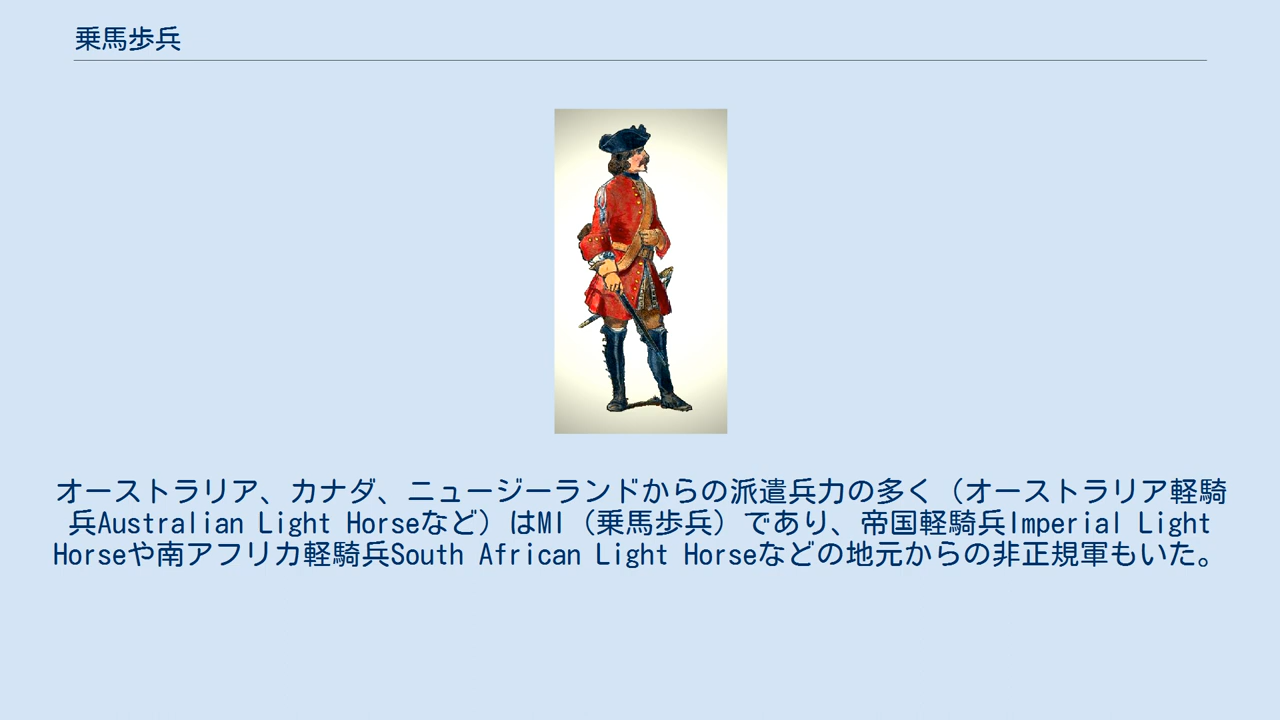 乗馬歩兵
オーストラリア、カナダ、ニュージーランドからの派遣兵力の多く（オーストラリア軽騎
兵Australian Light Horseなど）はMI（乗馬歩兵）であり、帝国軽騎兵Imperial Light
Horseや南アフリカ軽騎兵South African Light Horseなどの地元からの非正規軍もいた。